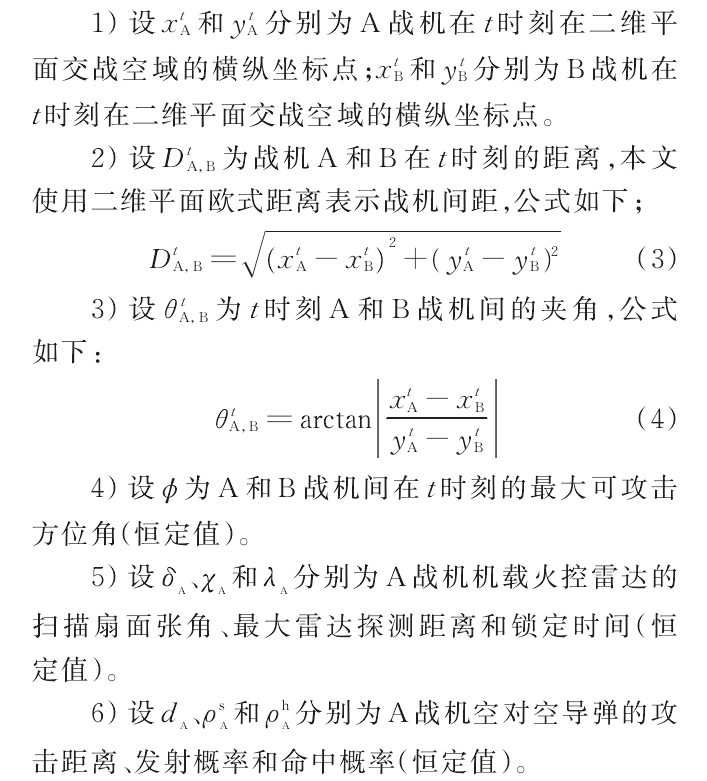 1) 设 $x_{\mathrm{A}}^{t}$ 和 $y_{\mathrm{A}}^{t}$ 分别为 A 战机在 $t$ 时刻在二维平
面交战空域的横纵坐标点;$x_{\mathrm{B}}^{t}$ 和 $y_{\mathrm{B}}^{t}$ 分别为 B 战机在
$t$ 时刻在二维平面交战空域的横纵坐标点。
2) 设 $D_{\mathrm{A,B}}^{t}$ 为战机 A 和 B 在 $t$ 时刻的距离,本文
使用二维平面欧式距离表示战机间距,公式如下;
$D_{\mathrm{A,B}}^{t}=\sqrt{(x_{\mathrm{A}}^{t}-x_{\mathrm{B}}^{t})^{2}+(y_{\mathrm{A}}^{t}-y_{\mathrm{B}}^{t})^{2}}$ (3)
3) 设 $\theta_{\mathrm{A,B}}^{t}$ 为 $t$ 时刻 A 和 B 战机间的夹角,公式
如下:
$\theta_{\mathrm{A,B}}^{t}=\arctan\left|\frac{x_{\mathrm{A}}^{t}-x_{\mathrm{B}}^{t}}{y_{\mathrm{A}}^{t}-y_{\mathrm{B}}^{t}}\right|$ (4)
4) 设 $\phi$ 为 A 和 B 战机间在 $t$ 时刻的最大可攻击
方位角(恒定值)。
5) 设 $\delta_{\mathrm{A}}$、$\chi_{\mathrm{A}}$ 和 $\lambda_{\mathrm{A}}$ 分别为 A 战机机载火控雷达的
扫描扇面张角、最大雷达探测距离和锁定时间(恒
定值)。
6) 设 $d_{\mathrm{A}}$、$\rho_{\mathrm{A}}^{\mathrm{s}}$ 和 $\rho_{\mathrm{A}}^{\mathrm{h}}$ 分别为 A 战机空对空导弹的攻
击距离、发射概率和命中概率(恒定值)。